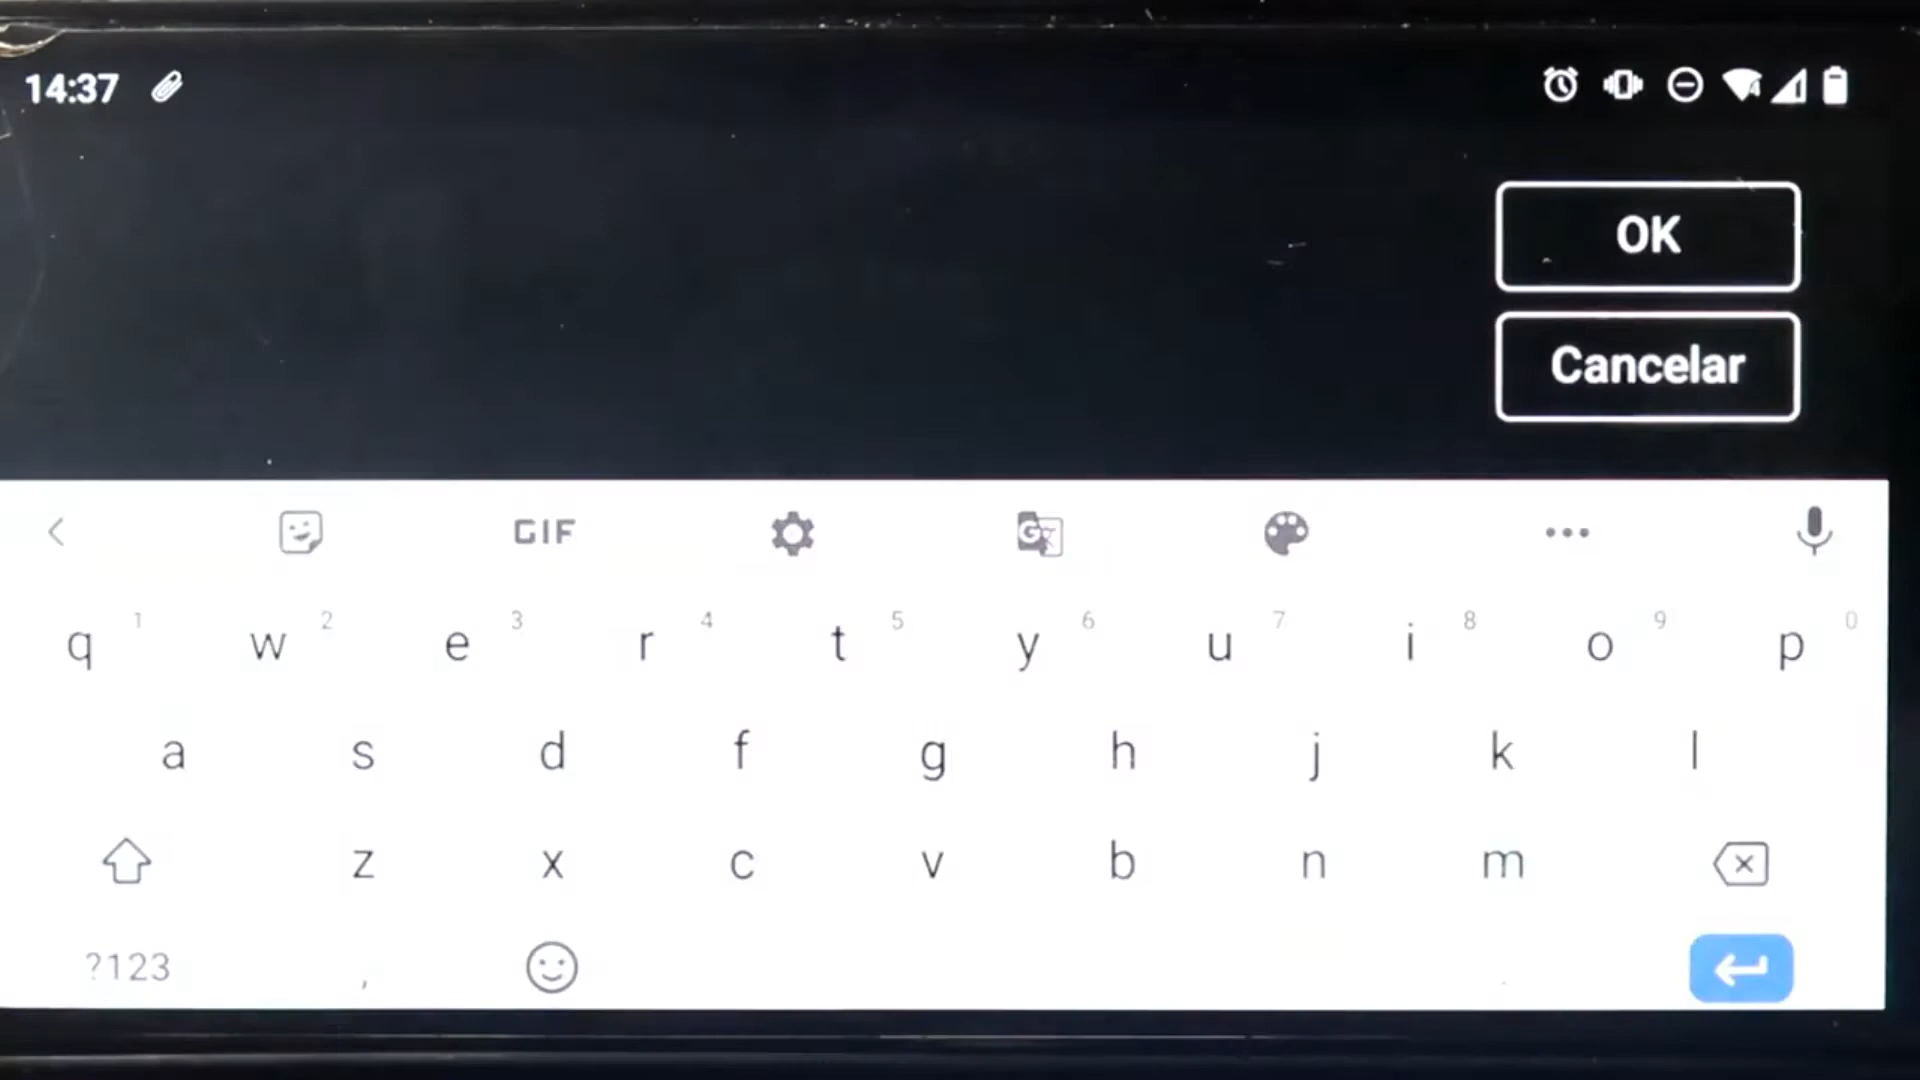 14:37
OK
Cancelar
GIF
G
q 1 w 2 e 3 r 4 t 5 y 6 u 7 i 8 o 9 p 0
a s d f g h j k l
z x c v b n m
?123 , .